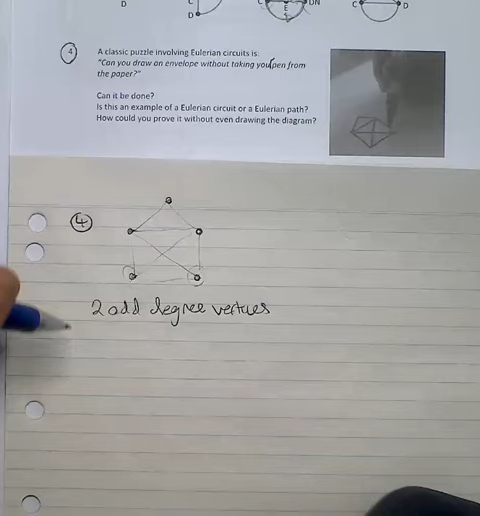 D
C
D
C
E
DN
C
D
4
A classic puzzle involving Eulerian circuits is:
"Can you draw an envelope without taking your pen from
the paper?"
Can it be done?
Is this an example of a Eulerian circuit or a Eulerian path?
How could you prove it without even drawing the diagram?
4
2 odd degree vertices